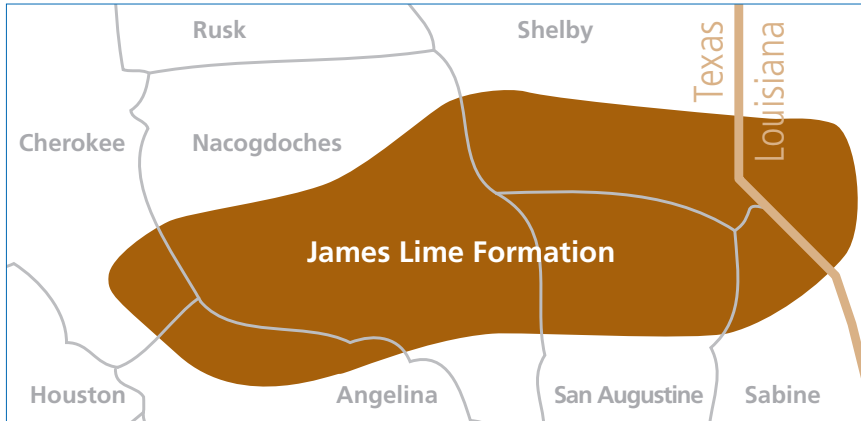 Rusk
Shelby
Texas
Louisiana
Cherokee
Nacogdoches
James Lime Formation
Houston
Angelina
San Augustine
Sabine